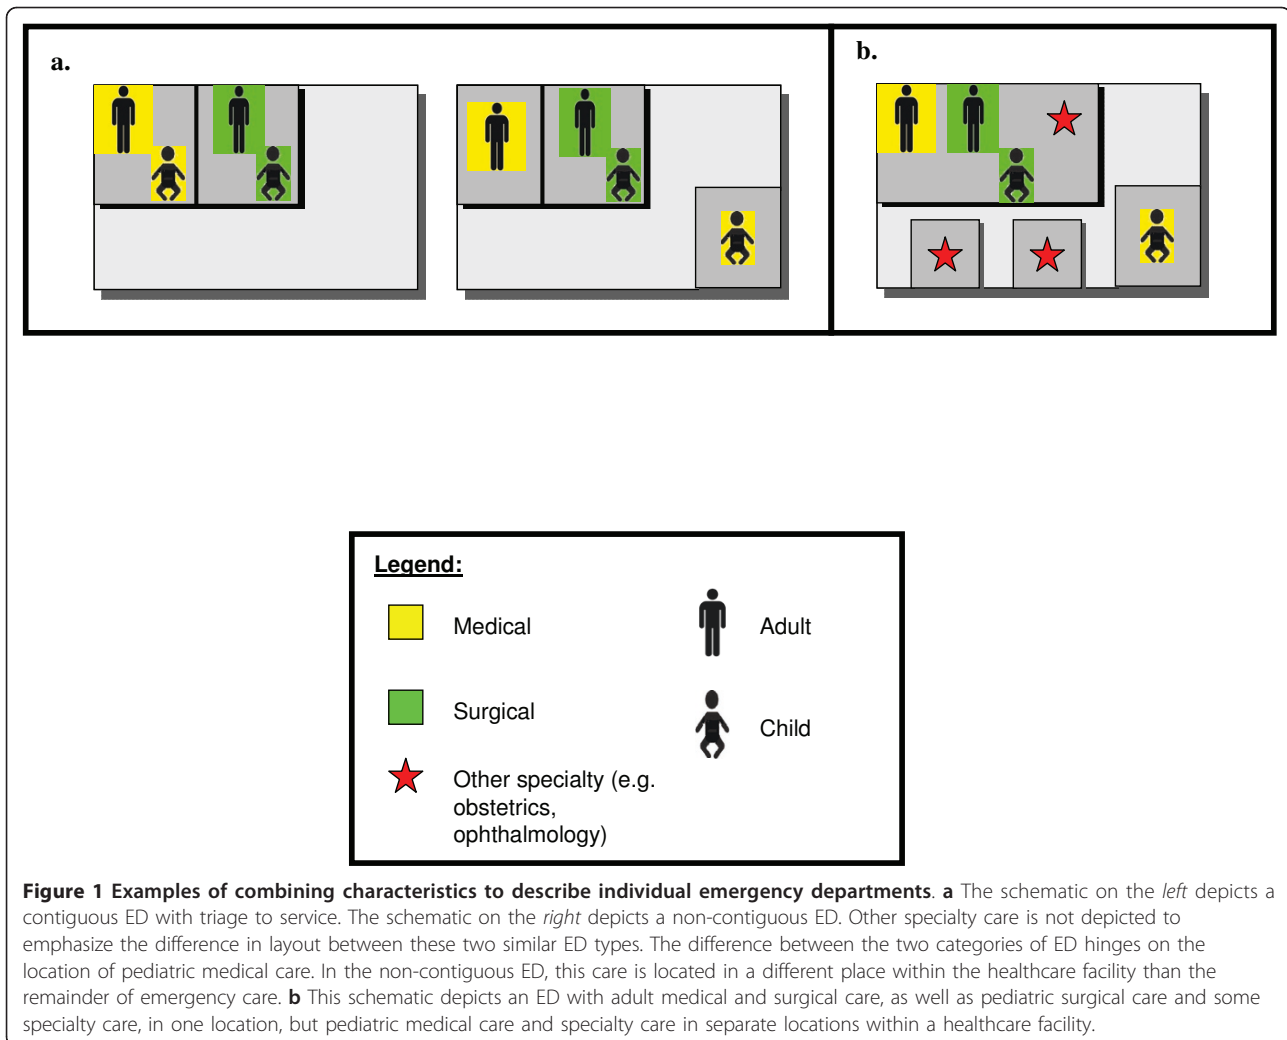 a.
b.
Legend:
Medical
Adult
Surgical
Child
Other specialty (e.g.
obstetrics,
ophthalmology)
Figure 1 Examples of combining characteristics to describe individual emergency departments. a The schematic on the left depicts a
contiguous ED with triage to service. The schematic on the right depicts a non-contiguous ED. Other specialty care is not depicted to
emphasize the difference in layout between these two similar ED types. The difference between the two categories of ED hinges on the
location of pediatric medical care. In the non-contiguous ED, this care is located in a different place within the healthcare facility than the
remainder of emergency care. b This schematic depicts an ED with adult medical and surgical care, as well as pediatric surgical care and some
specialty care, in one location, but pediatric medical care and specialty care in separate locations within a healthcare facility.